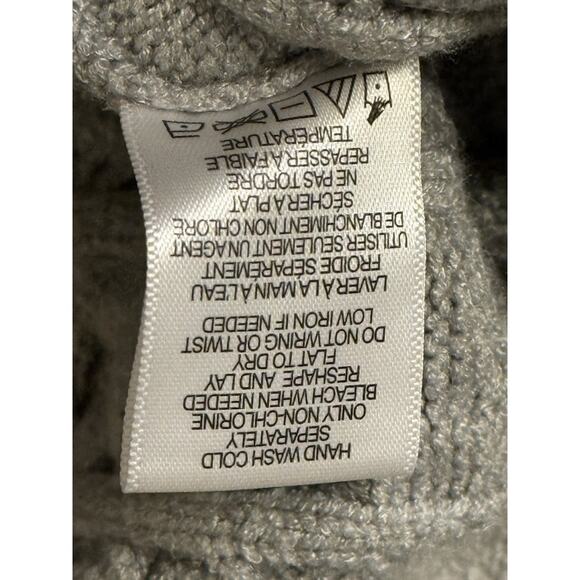 HAND WASH COLD
SEPARATELY
ONLY NON-CHLORINE
BLEACH WHEN NEEDED
RESHAPE AND LAY
FLAT TO DRY
DO NOT WRING OR TWIST
LOW IRON IF NEEDED
LAVER À LA MAIN À L'EAU
FROIDE SEPARÉMENT
UTILISER SEULEMENT UN AGENT
DE BLANCHIMENT NON CHLORÉ
SÉCHER À PLAT
NE PAS TORDRE
REPASSER À FAIBLE
TEMPÉRATURE